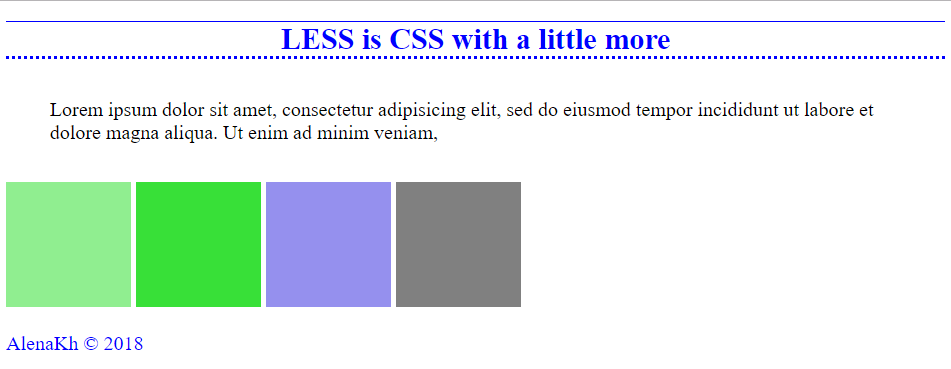 LESS is CSS with a little more
Lorem ipsum dolor sit amet, consectetur adipisicing elit, sed do eiusmod tempor incididunt ut labore et
dolore magna aliqua. Ut enim ad minim veniam,
AlenaKh © 2018